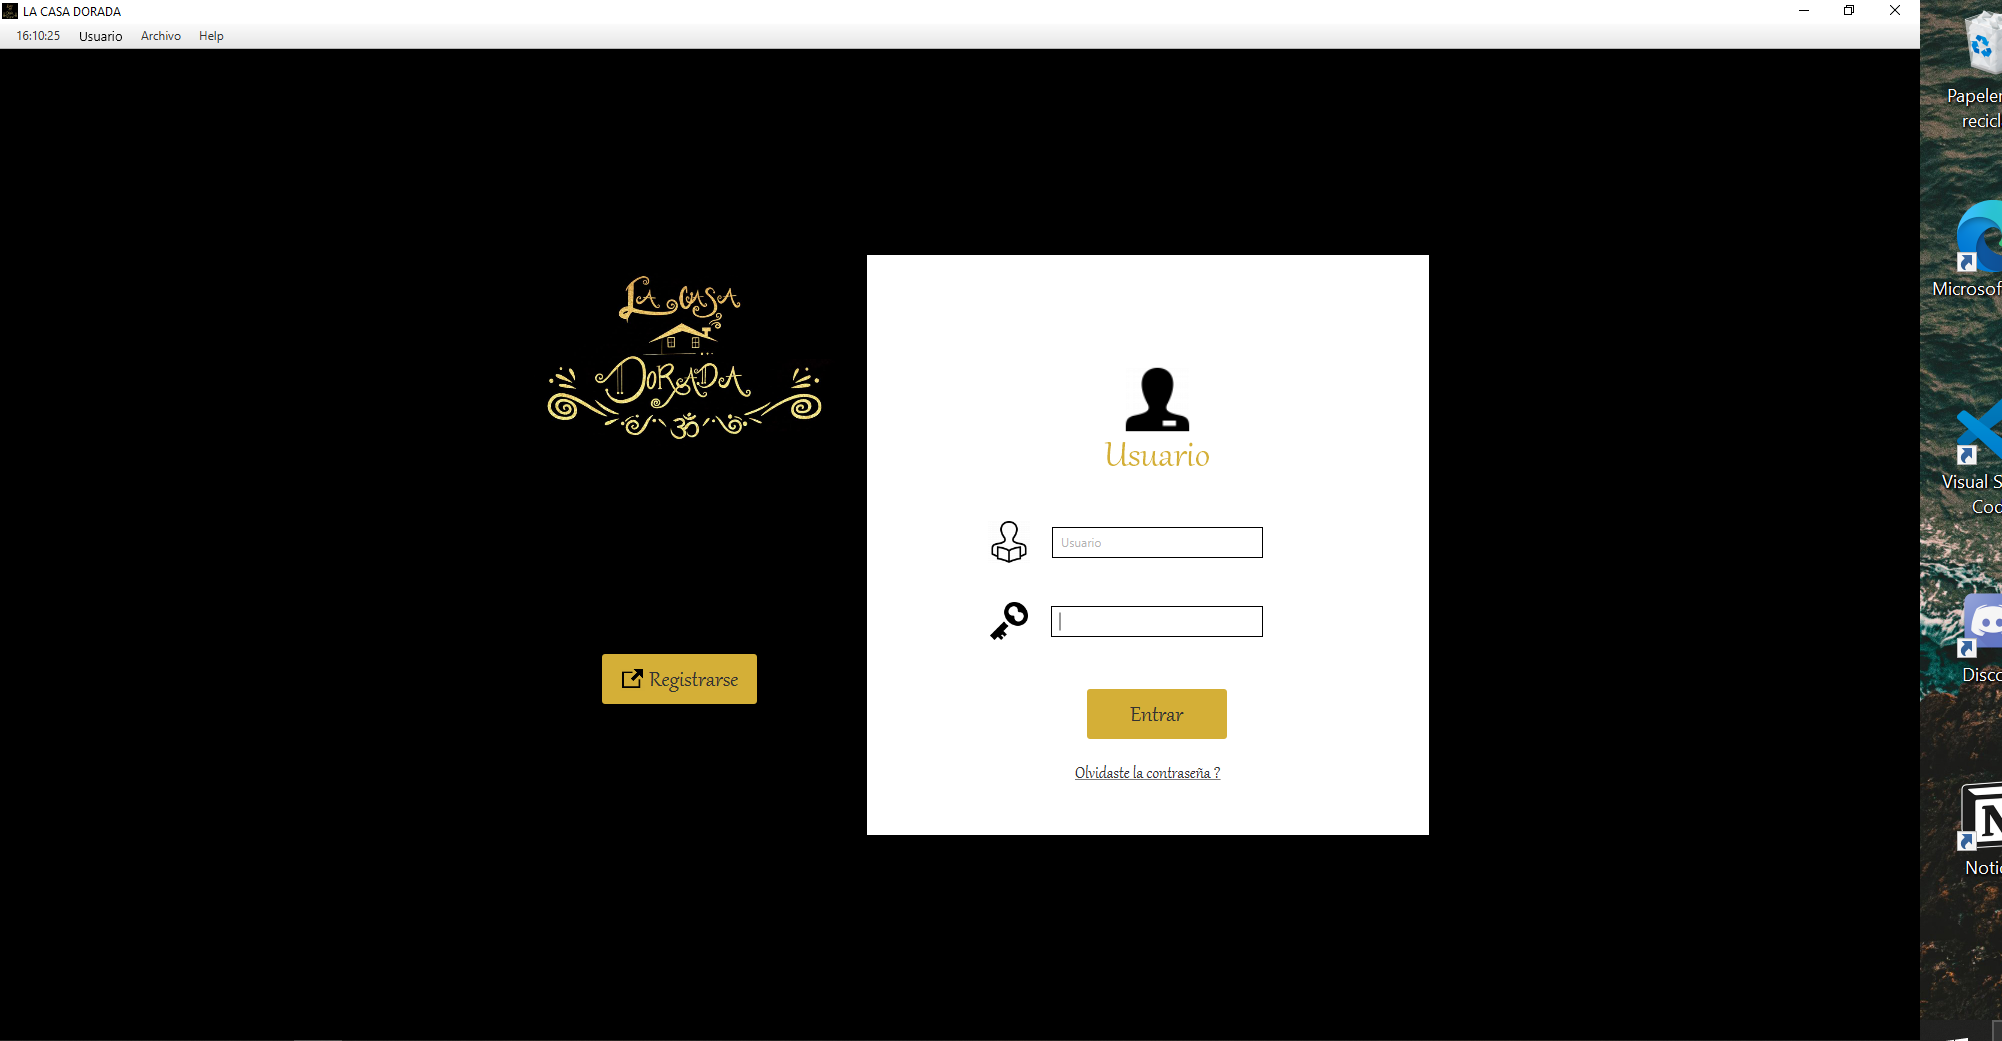 LA CASA DORADA
16:10:25 Usuario Archivo Help
LA CASA
DORADA
ॐ
Usuario
Usuario
Registrarse
Entrar
Olvidaste la contraseña ?
Papeler
recicl
Microsof
Visual S
Cod
Disco
Noti